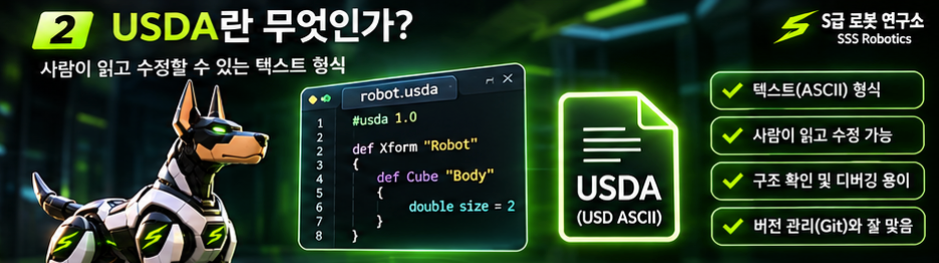 2 USDA란 무엇인가?
사람이 읽고 수정할 수 있는 텍스트 형식
S급 로봇 연구소
SSS Robotics
robot.usda
1 #usda 1.0
2
2 def Xform "Robot"
3 {
4 def Cube "Body"
5 {
6 double size = 2
7 }
8 }
USDA
(USD ASCII)
텍스트(ASCII) 형식
사람이 읽고 수정 가능
구조 확인 및 디버깅 용이
버전 관리(Git)와 잘 맞음